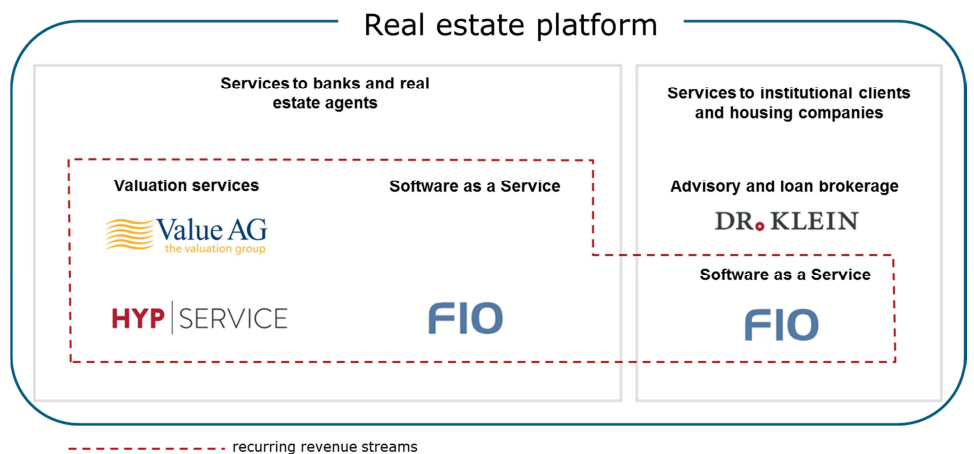 Real estate platform
Services to banks and real
estate agents
Services to institutional clients
and housing companies
Valuation services
Software as a Service
Advisory and loan brokerage
Value AG
the valuation group
DR. KLEIN
Software as a Service
HYP|SERVICE
FIO
FIO
recurring revenue streams